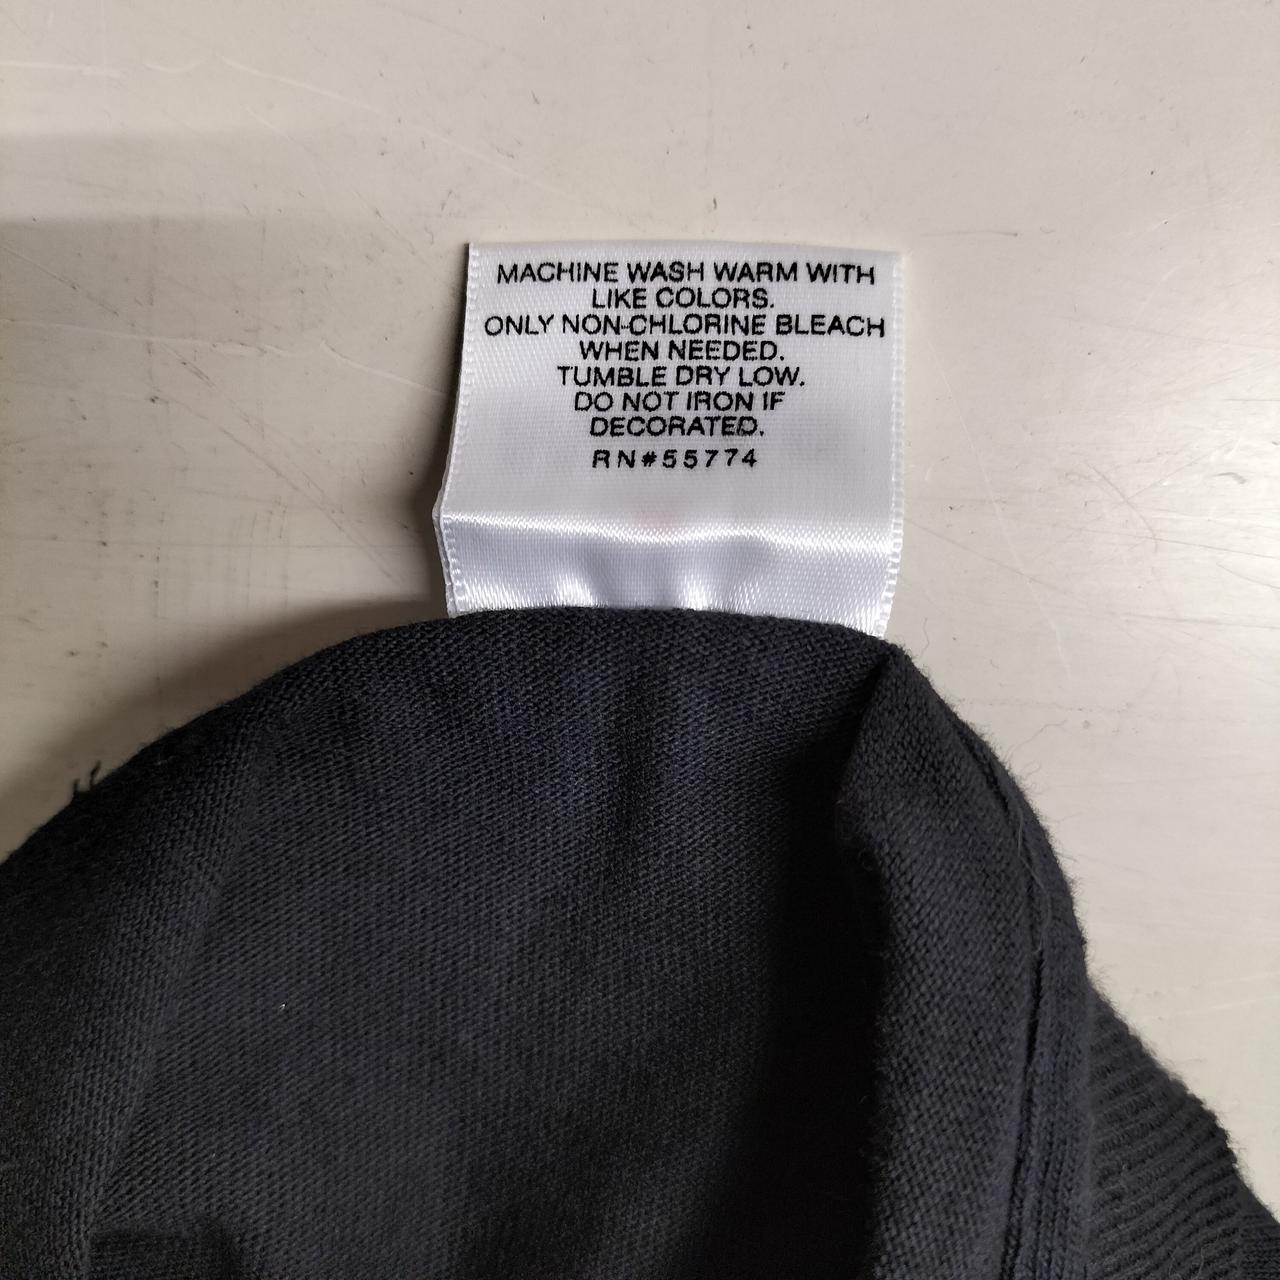 MACHINE WASH WARM WITH
LIKE COLORS.
ONLY NON-CHLORINE BLEACH
WHEN NEEDED.
TUMBLE DRY LOW.
DO NOT IRON IF
DECORATED.
RN#55774